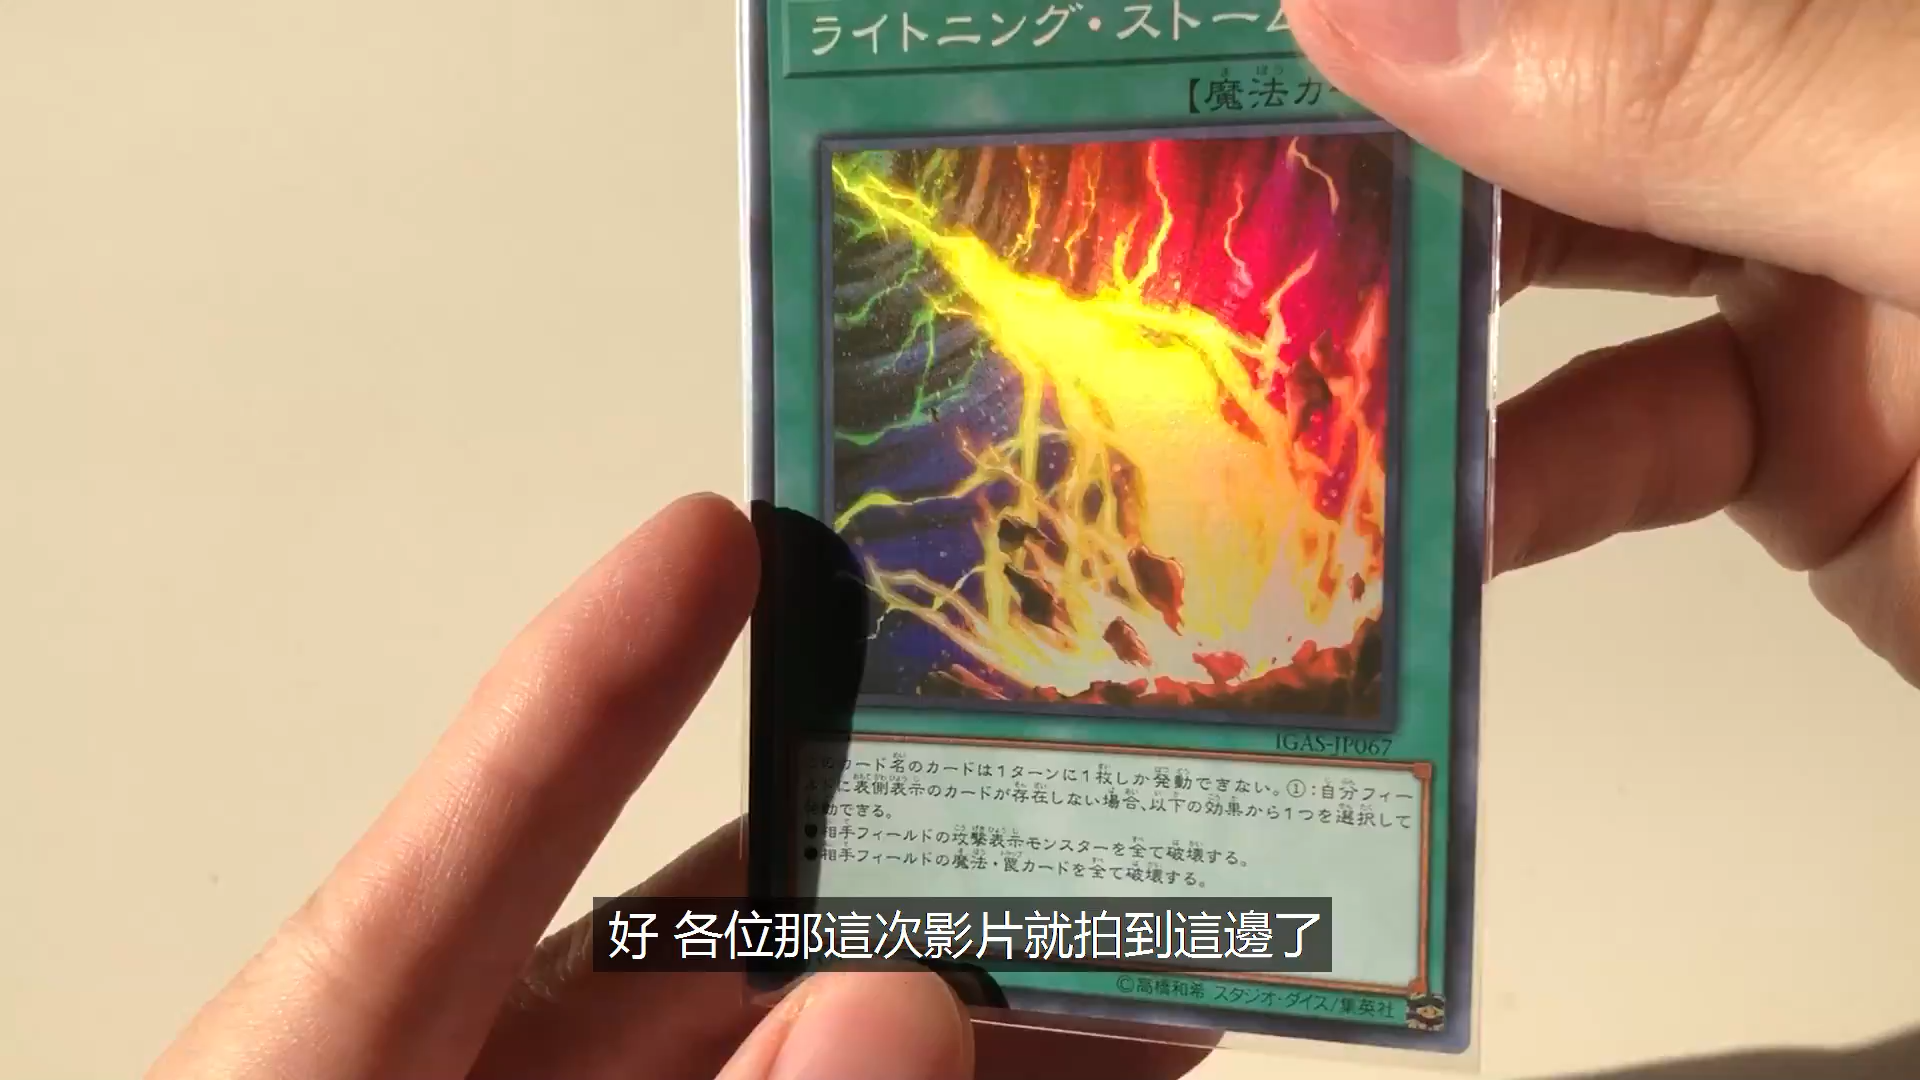 ライトニング・ストーム
【魔法カー
IGAS-JP067
このカード名のカードは1ターンに1枚しか発動できない。①:自分フィー
ルドに表側表示のカードが存在しない場合、以下の効果から1つを選択して
発動できる。
●相手フィールドの攻撃表示モンスターを全て破壊する。
●相手フィールドの魔法・罠カードを全て破壊する。
好 各位那這次影片就拍到這邊了
©高橋和希 スタジオ・ダイス/集英社